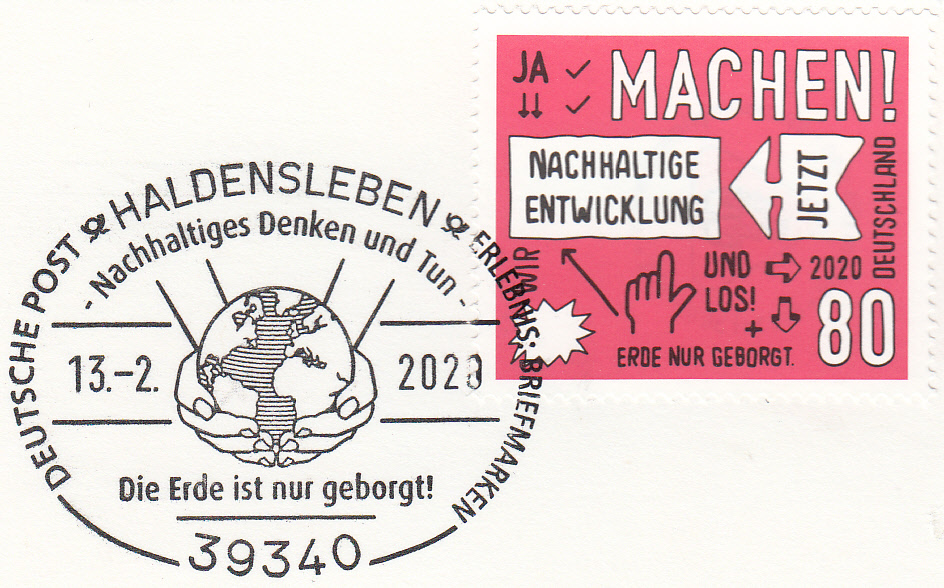 JA MACHEN!
NACHHALTIGE
ENTWICKLUNG
JETZT
DEUTSCHLAND
WIR
UND
LOS!
2020
+
80
ERDE NUR GEBORGT.
DEUTSCHE POST HALDENSLEBEN ERLEBNIS: BRIEFMARKEN
- Nachhaltiges Denken und Tun -
13.-2. 2020
Die Erde ist nur geborgt!
39340